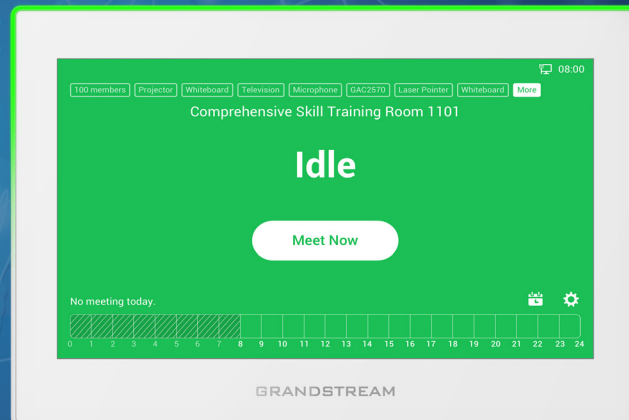 08:00
100 members Projector Whiteboard Television Microphone GAC2570 Laser Pointer Whiteboard More
Comprehensive Skill Training Room 1101
Idle
Meet Now
No meeting today.
0 1 2 3 4 5 6 7 8 9 10 11 12 13 14 15 16 17 18 19 20 21 22 23 24
GRANDSTREAM